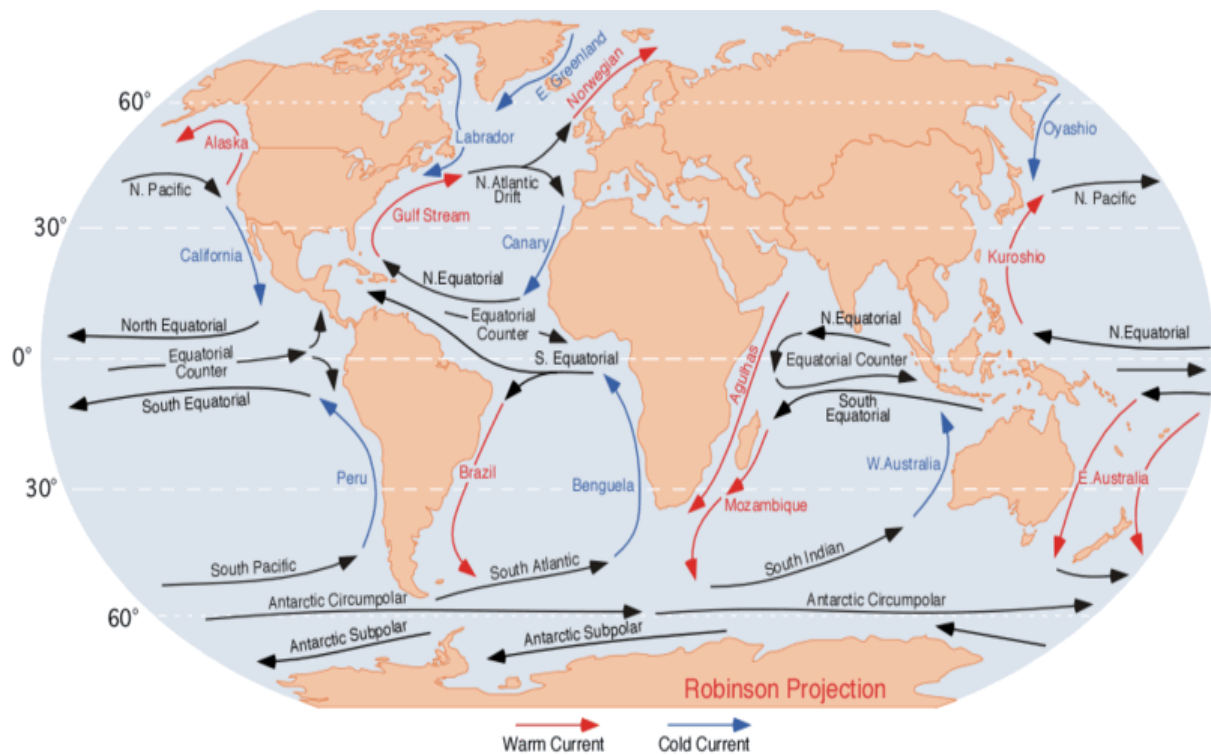 60°
30°
0°
30°
60°
E. Greenland
Norwegian
Labrador
Oyashio
Alaska
N. Pacific
N. Atlantic
Drift
N. Pacific
Gulf Stream
California
Canary
Kuroshio
N.Equatorial
North Equatorial
Equatorial
Counter
N.Equatorial
N.Equatorial
Equatorial
Counter
S. Equatorial
Equatorial Counter
South Equatorial
Agulhas
South
Equatorial
Peru
Brazil
Benguela
W.Australia
E.Australia
Mozambique
South Pacific
South Atlantic
South Indian
Antarctic Circumpolar
Antarctic Circumpolar
Antarctic Subpolar
Antarctic Subpolar
Robinson Projection
Warm Current
Cold Current